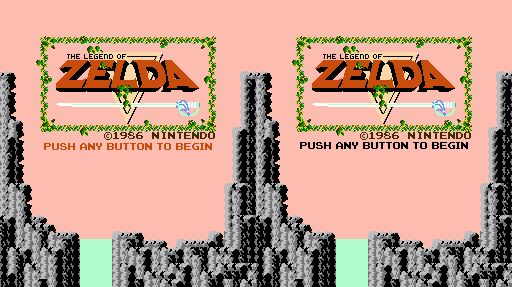 THE LEGEND OF
ZELDA
©1986 NINTENDO
PUSH ANY BUTTON TO BEGIN
THE LEGEND OF
ZELDA
©1986 NINTENDO
PUSH ANY BUTTON TO BEGIN